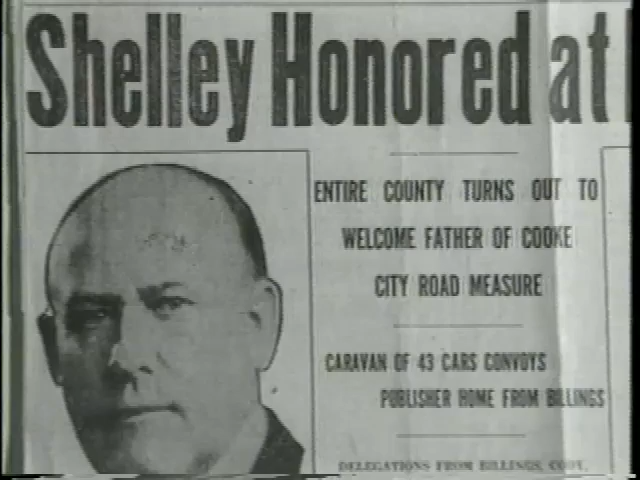 Shelley Honored at
ENTIRE COUNTY TURNS OUT TO
WELCOME FATHER OF COOKE
CITY ROAD MEASURE
CARAVAN OF 43 CARS CONVOYS
PUBLISHER HOME FROM BILLINGS
DELEGATIONS FROM BILLINGS, CODY,